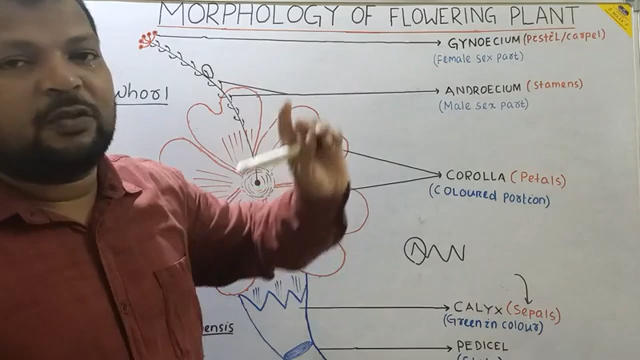 MORPHOLOGY OF FLOWERING PLANT
GYNOECIUM (Pestel/carpel)
(Female sex part)
ANDROECIUM (Stamens)
(Male sex part)
whorl
COROLLA (Petals)
(COLOURED PORTION)
CALYX (Sepals)
(Green in colour)
ensis
PEDICEL